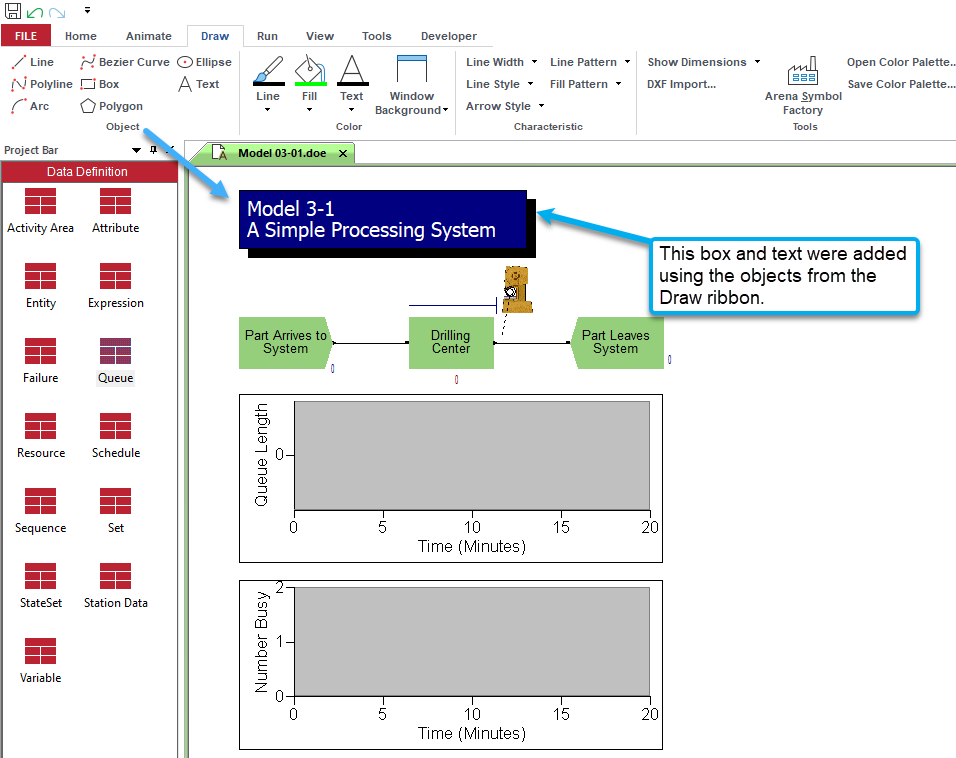 FILE Home Animate Draw Run View Tools Developer
Line Bezier Curve Ellipse
Polyline Box Text
Arc Polygon
Object
Line Fill Text Window Background
Color
Line Width Line Pattern
Line Style Fill Pattern
Arrow Style
Characteristic
Show Dimensions
DXF Import...
Arena Symbol
Factory
Open Color Palette..
Save Color Palette...
Tools
Project Bar
Data Definition
Activity Area Attribute
Entity Expression
Failure Queue
Resource Schedule
Sequence Set
StateSet Station Data
Variable
Model 03-01.doe
Model 3-1
A Simple Processing System
This box and text were added
using the objects from the
Draw ribbon.
Part Arrives to
System
0
Drilling
Center
0
Part Leaves
System
0
Queue Length
0
0 5 10 15 20
Time (Minutes)
Number Busy
2
1
0
0 5 10 15 20
Time (Minutes)